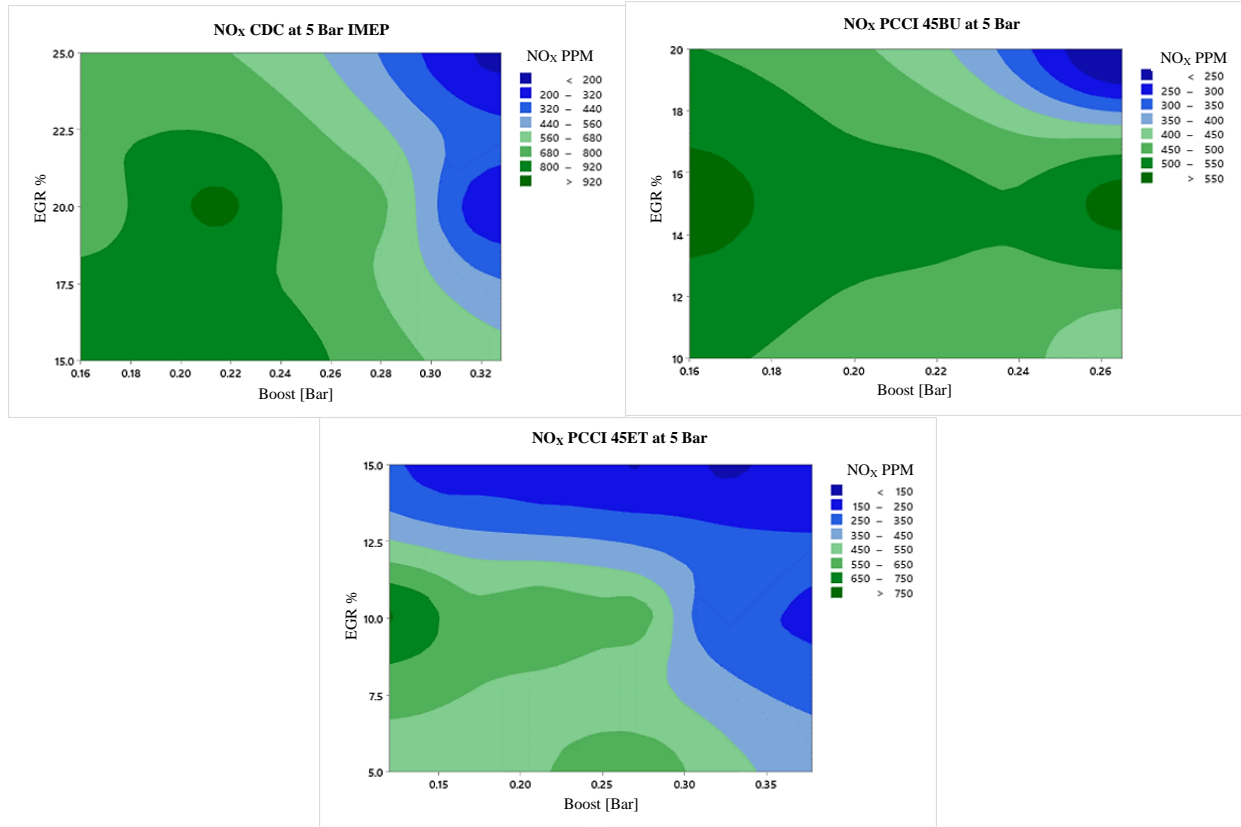 NOX CDC at 5 Bar IMEP
NOX PPM
< 200
200 – 320
320 – 440
440 – 560
560 – 680
680 – 800
800 – 920
> 920
EGR %
25.0
22.5
20.0
17.5
15.0
0.16 0.18 0.20 0.22 0.24 0.26 0.28 0.30 0.32
Boost [Bar]
NOX PCCI 45BU at 5 Bar
NOX PPM
< 250
250 – 300
300 – 350
350 – 400
400 – 450
450 – 500
500 – 550
> 550
EGR %
20
18
16
14
12
10
0.16 0.18 0.20 0.22 0.24 0.26
Boost [Bar]
NOX PCCI 45ET at 5 Bar
NOX PPM
< 150
150 – 250
250 – 350
350 – 450
450 – 550
550 – 650
650 – 750
> 750
EGR %
15.0
12.5
10.0
7.5
5.0
0.15 0.20 0.25 0.30 0.35
Boost [Bar]